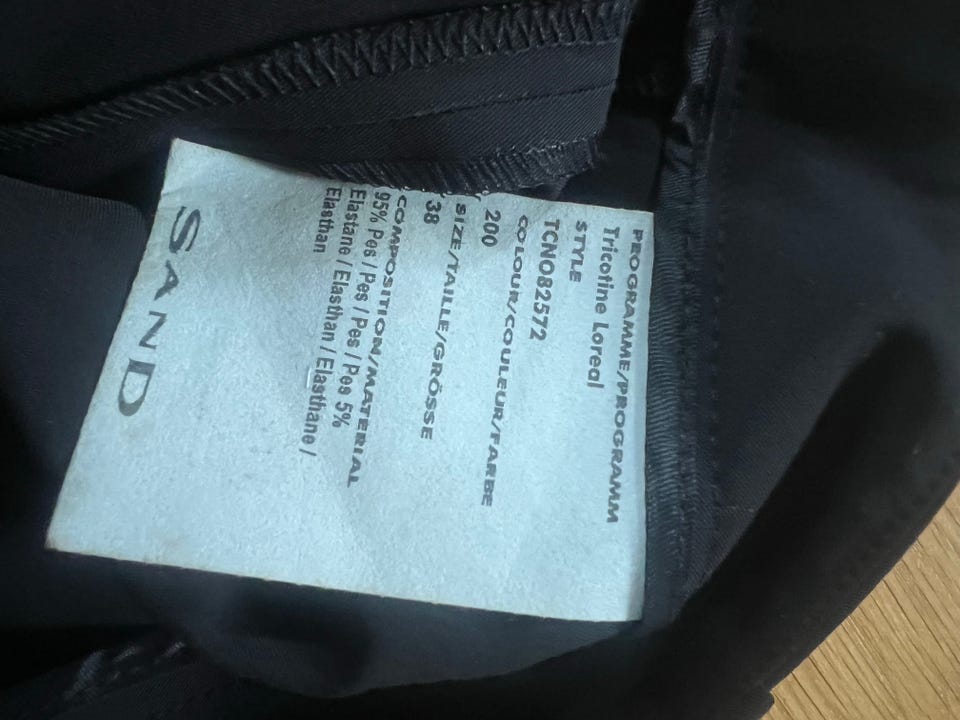 PROGRAMME/PROGRAMM
Tricotine Loreal
STYLE
TCNO82572
COLOUR/COULEUR/FARBE
200
SIZE/TAILLE/GRÖSSE
38
COMPOSITION/MATERIAL
95% Pes / Pes / Pes / Pes 5%
Elastane / Elasthan / Elasthane /
Elasthan
SAND